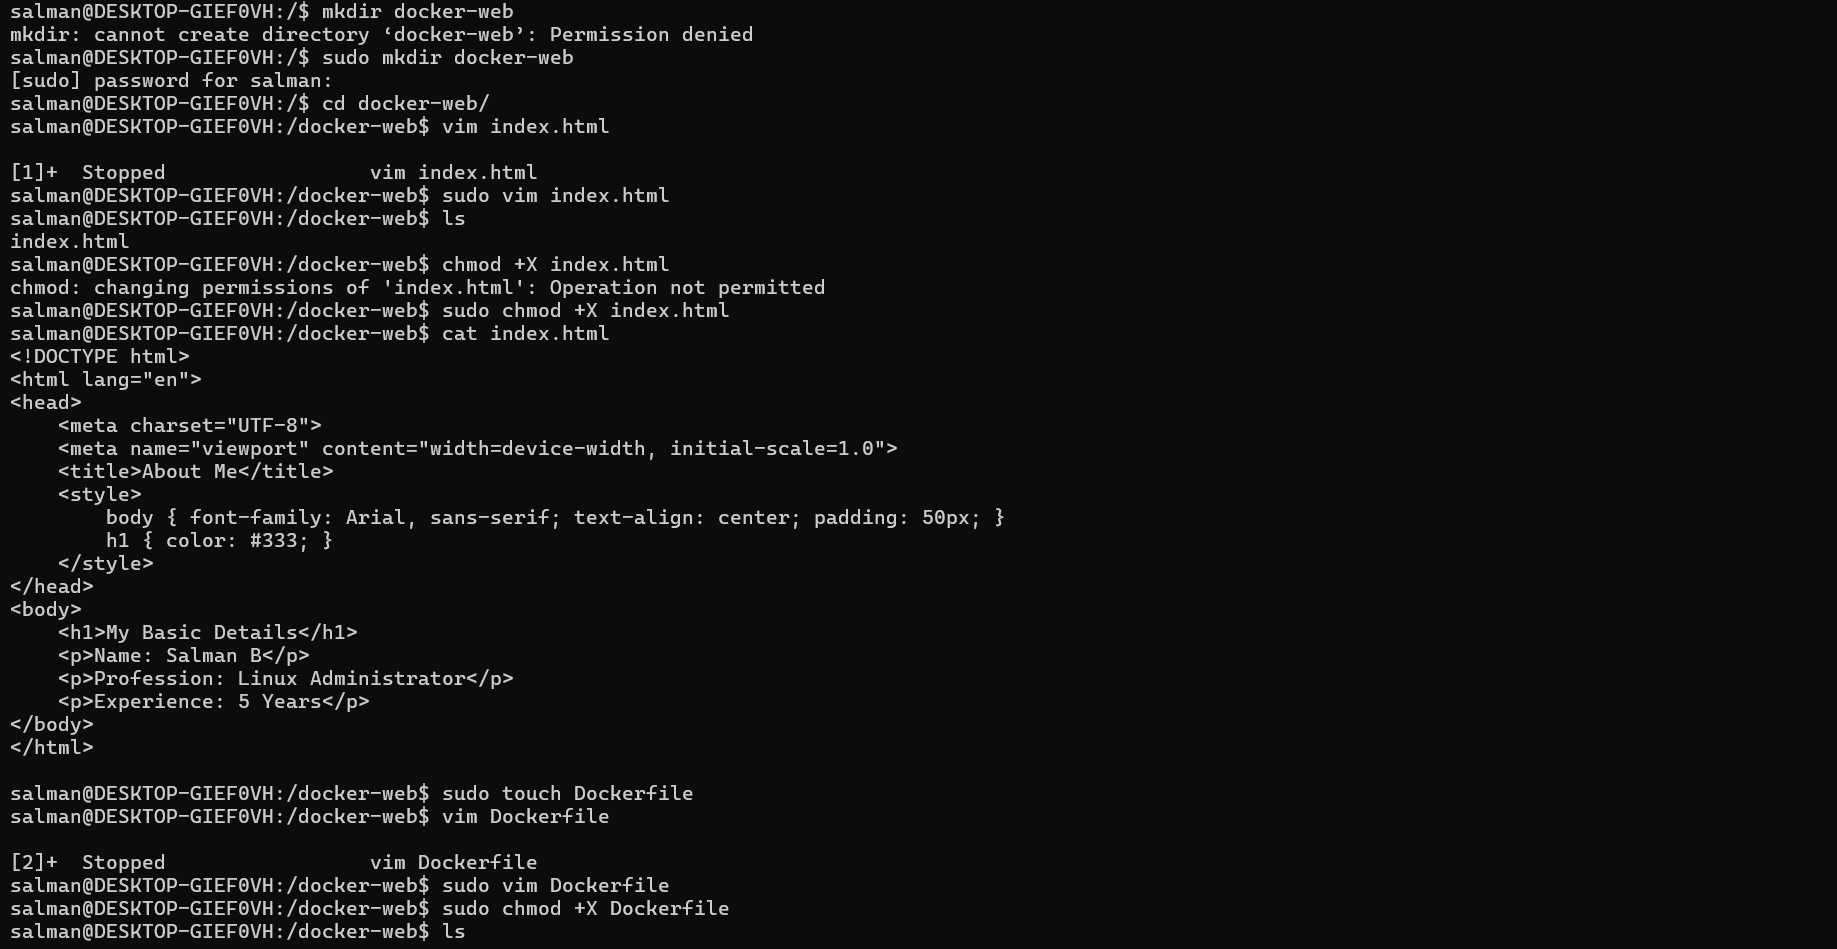 salman@DESKTOP-GIEF0VH:/$ mkdir docker-web
mkdir: cannot create directory ‘docker-web’: Permission denied
salman@DESKTOP-GIEF0VH:/$ sudo mkdir docker-web
[sudo] password for salman:
salman@DESKTOP-GIEF0VH:/$ cd docker-web/
salman@DESKTOP-GIEF0VH:/docker-web$ vim index.html

[1]+  Stopped                 vim index.html
salman@DESKTOP-GIEF0VH:/docker-web$ sudo vim index.html
salman@DESKTOP-GIEF0VH:/docker-web$ ls
index.html
salman@DESKTOP-GIEF0VH:/docker-web$ chmod +X index.html
chmod: changing permissions of 'index.html': Operation not permitted
salman@DESKTOP-GIEF0VH:/docker-web$ sudo chmod +X index.html
salman@DESKTOP-GIEF0VH:/docker-web$ cat index.html
<!DOCTYPE html>
<html lang="en">
<head>
    <meta charset="UTF-8">
    <meta name="viewport" content="width=device-width, initial-scale=1.0">
    <title>About Me</title>
    <style>
        body { font-family: Arial, sans-serif; text-align: center; padding: 50px; }
        h1 { color: #333; }
    </style>
</head>
<body>
    <h1>My Basic Details</h1>
    <p>Name: Salman B</p>
    <p>Profession: Linux Administrator</p>
    <p>Experience: 5 Years</p>
</body>
</html>

salman@DESKTOP-GIEF0VH:/docker-web$ sudo touch Dockerfile
salman@DESKTOP-GIEF0VH:/docker-web$ vim Dockerfile

[2]+  Stopped                 vim Dockerfile
salman@DESKTOP-GIEF0VH:/docker-web$ sudo vim Dockerfile
salman@DESKTOP-GIEF0VH:/docker-web$ sudo chmod +X Dockerfile
salman@DESKTOP-GIEF0VH:/docker-web$ ls